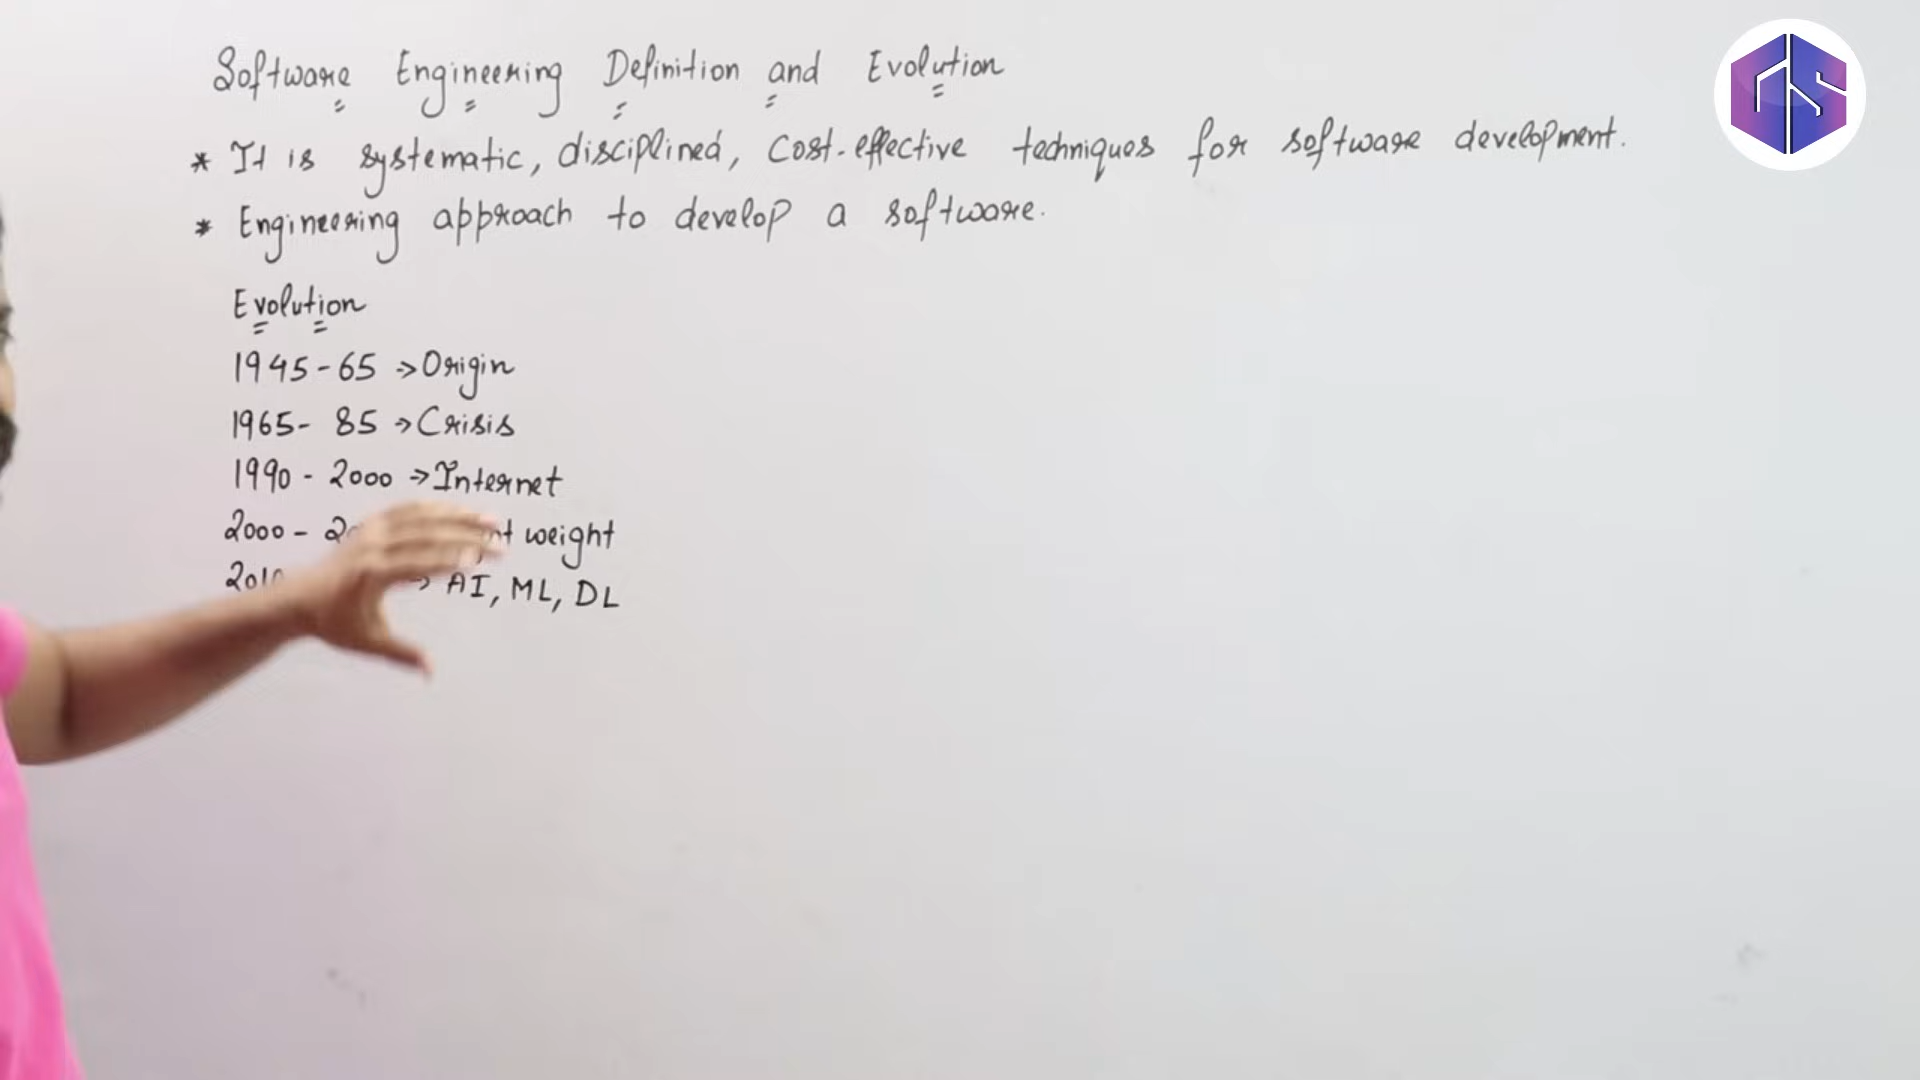 Software Engineering Definition and Evolution
* It is systematic, disciplined, cost-effective techniques for software development.
* Engineering approach to develop a software.
Evolution
1945-65 → Origin
1965- 85 → Crisis
1990 - 2000 → Internet
2000 - weight
2010 → AI, ML, DL